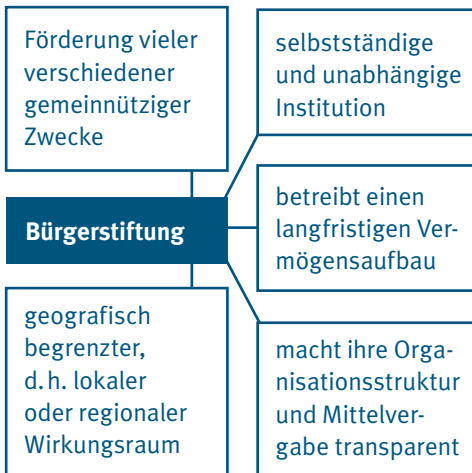 Förderung vieler
verschiedener
gemeinnütziger
Zwecke
selbstständige
und unabhängige
Institution
Bürgerstiftung
betreibt einen
langfristigen Ver-
mögensaufbau
geografisch
begrenzter,
d.h. lokaler
oder regionaler
Wirkungsraum
macht ihre Orga-
nisationsstruktur
und Mittelver-
gabe transparent